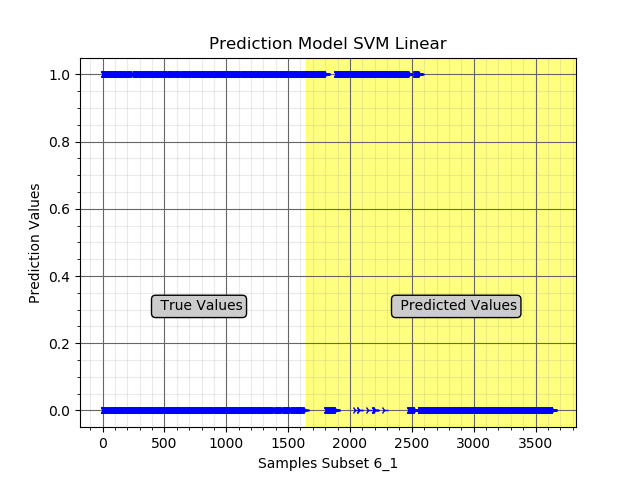 Prediction Model SVM Linear
1.0
0.8
0.6
0.4
0.2
0.0
Prediction Values
True Values
Predicted Values
0
500
1000
1500
2000
2500
3000
3500
Samples Subset 6_1